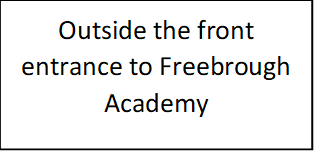 Outside the front
entrance to Freebrough
Academy